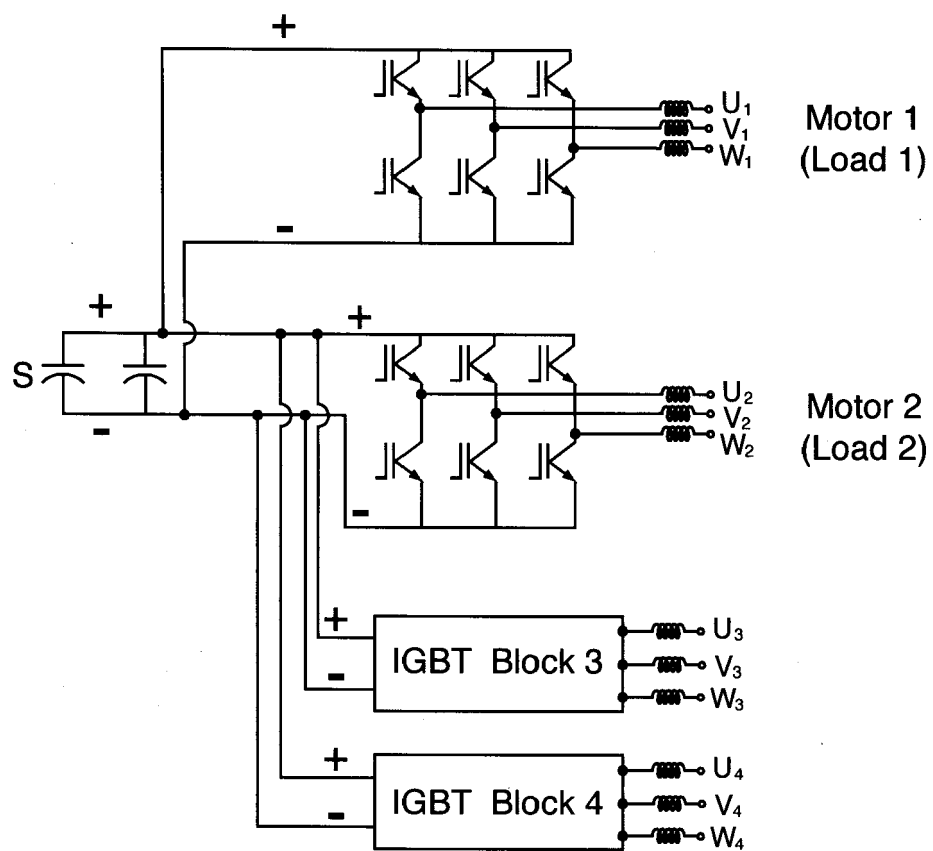 +
U1
V1
W1
Motor 1
(Load 1)
-
+
+
S
U2
V2
W2
Motor 2
(Load 2)
-
-
+
IGBT Block 3
-
U3
V3
W3
+
IGBT Block 4
-
U4
V4
W4